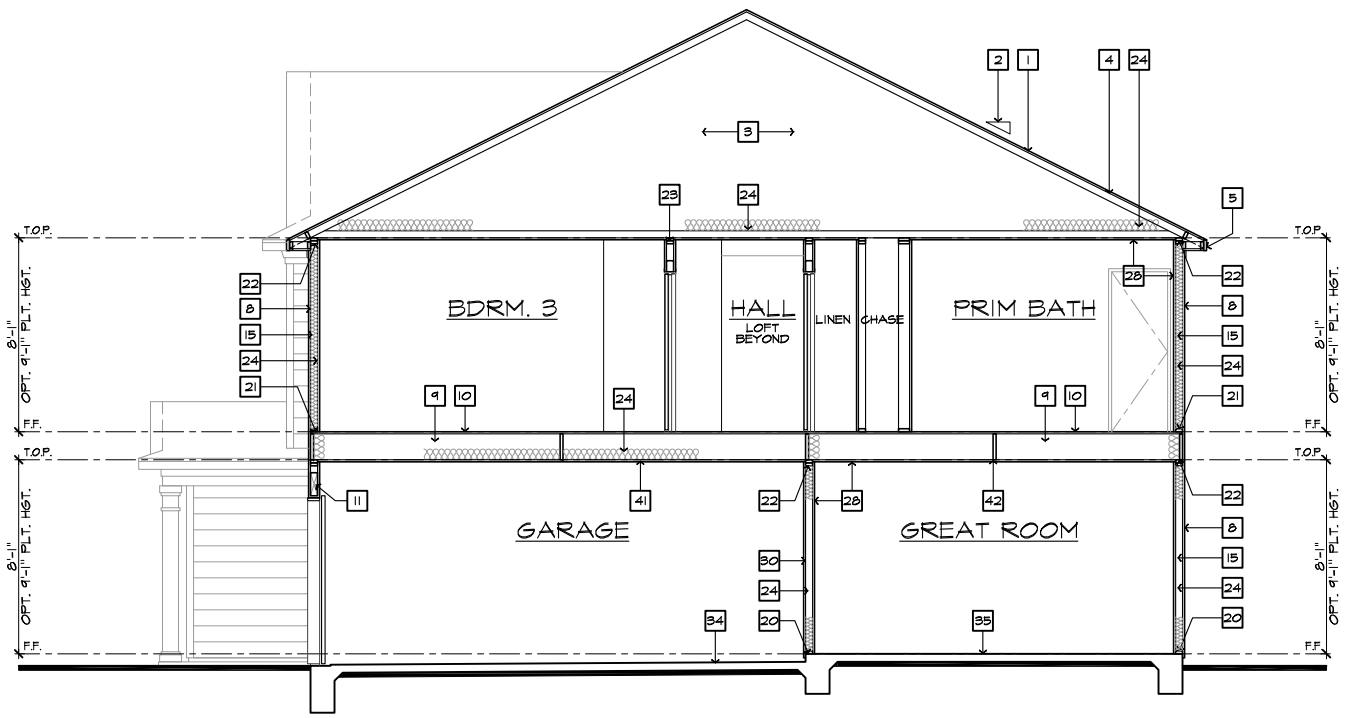 2 1 4 24
3
23 24 5
T.O.P. T.O.P.
22 28 22
8 BDRM. 3 HALL PRIM BATH 8
LOFT
BEYOND
LINEN CHASE
15 15
24 24
21 9 10 24 9 10 21
8'-1"
OPT. 9'-1" PLT. HGT.
8'-1"
OPT. 9'-1" PLT. HGT.
F.F. F.F.
T.O.P. T.O.P.
11 41 22 28 42 22
GARAGE GREAT ROOM 8
30 15
24 24
34 20 35 20
8'-1"
OPT. 9'-1" PLT. HGT.
8'-1"
OPT. 9'-1" PLT. HGT.
F.F. F.F.